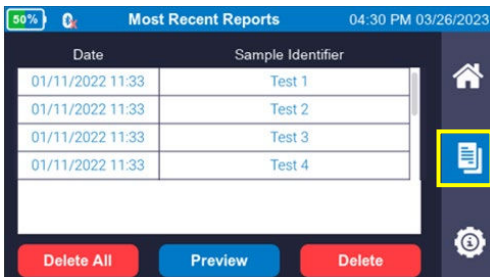 50% Most Recent Reports 04:30 PM 03/26/2023
Date Sample Identifier
01/11/2022 11:33 Test 1
01/11/2022 11:33 Test 2
01/11/2022 11:33 Test 3
01/11/2022 11:33 Test 4
Delete All Preview Delete